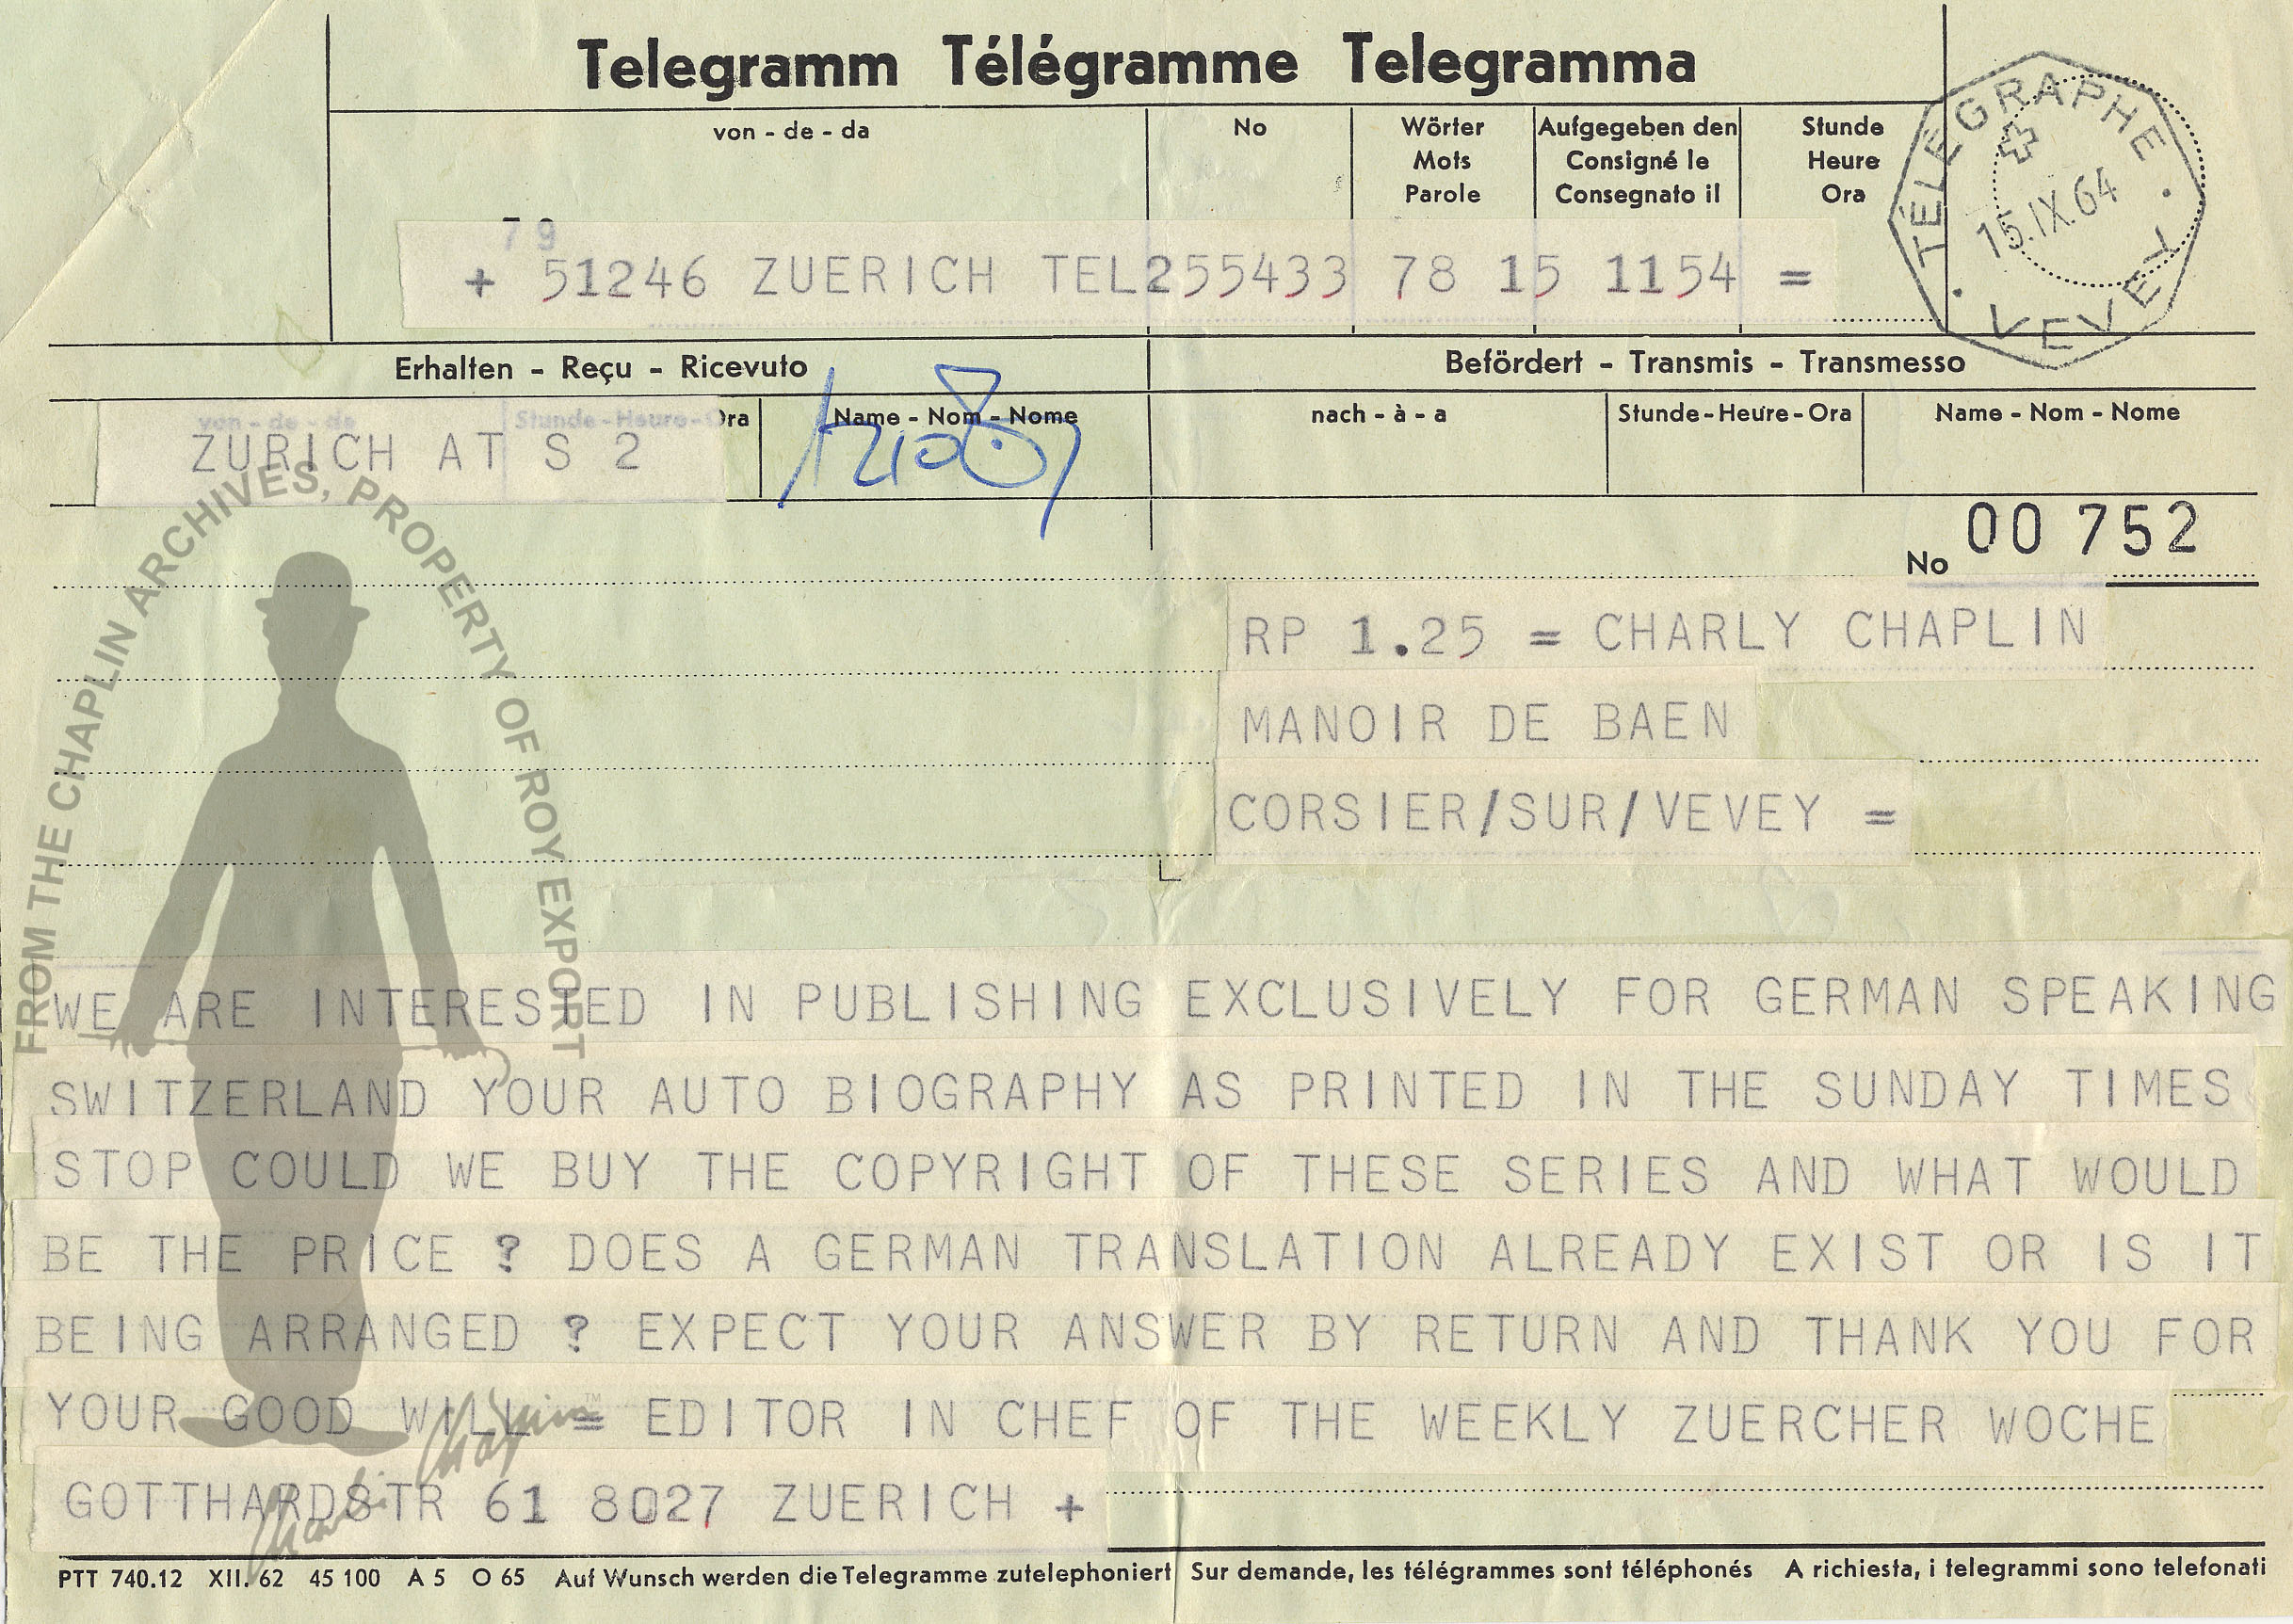 Telegramm Télégramme Telegramma
von - de - da
No
Wörter
Mots
Parole
Aufgegeben den
Consigné le
Consegnato il
Stunde
Heure
Ora
TÉLÉGRAPHE
15.IX.64
VEVEY
79
+ 51246 ZUERICH TEL255433 78 15 1154 =
Erhalten - Reçu - Ricevuto
Befördert - Transmis - Transmesso
von - de - da
Stunde-Heure-Ora
Name - Nom - Nome
nach - à - a
Stunde-Heure-Ora
Name - Nom - Nome
ZURICH AT S 2
No 00 752
RP 1.25 = CHARLY CHAPLIN
MANOIR DE BAEN
CORSIER/SUR/VEVEY =
FROM THE CHAPLIN ARCHIVES, PROPERTY OF ROY EXPORT
WE ARE INTERESTED IN PUBLISHING EXCLUSIVELY FOR GERMAN SPEAKING
SWITZERLAND YOUR AUTO BIOGRAPHY AS PRINTED IN THE SUNDAY TIMES
STOP COULD WE BUY THE COPYRIGHT OF THESE SERIES AND WHAT WOULD
BE THE PRICE ? DOES A GERMAN TRANSLATION ALREADY EXIST OR IS IT
BEING ARRANGED ? EXPECT YOUR ANSWER BY RETURN AND THANK YOU FOR
YOUR GOOD WILL = EDITOR IN CHEF OF THE WEEKLY ZUERCHER WOCHE
GOTTHARDSTR 61 8027 ZUERICH +
Charlie Chaplin
TM
PTT 740.12 XII. 62 45 100 A 5 O 65 Auf Wunsch werden die Telegramme zutelephoniert Sur demande, les télégrammes sont téléphonés A richiesta, i telegrammi sono telefonati